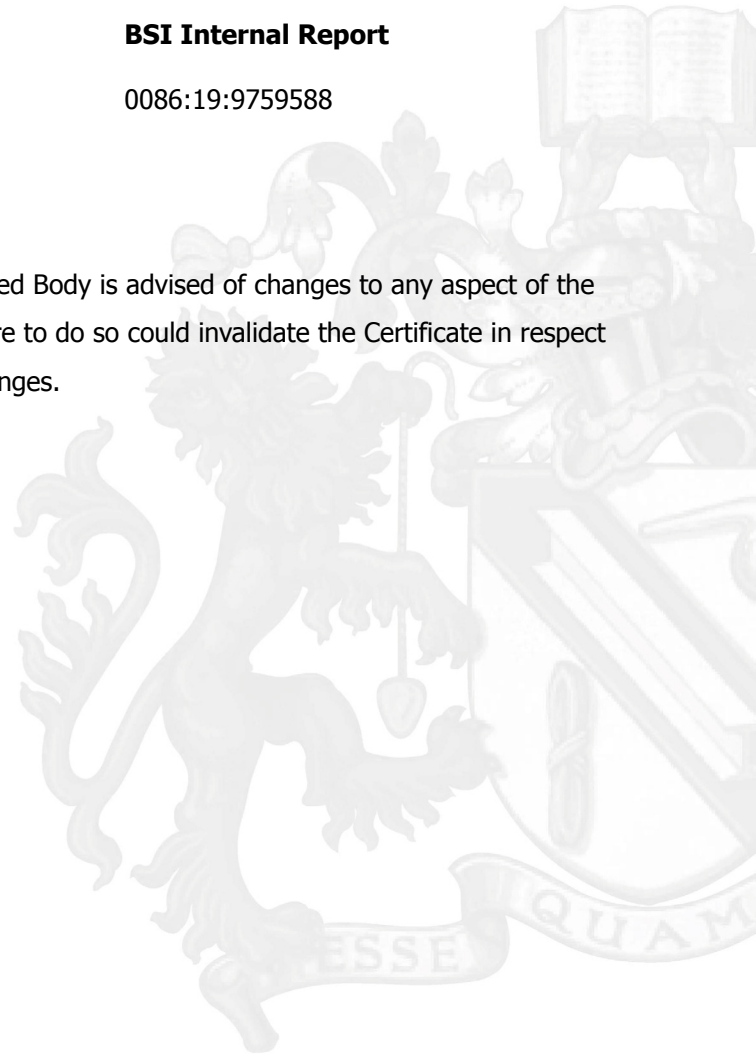 BSI Internal Report
0086:19:9759588
ed Body is advised of changes to any aspect of the
re to do so could invalidate the Certificate in respect
nges.
ESSE
QUAM